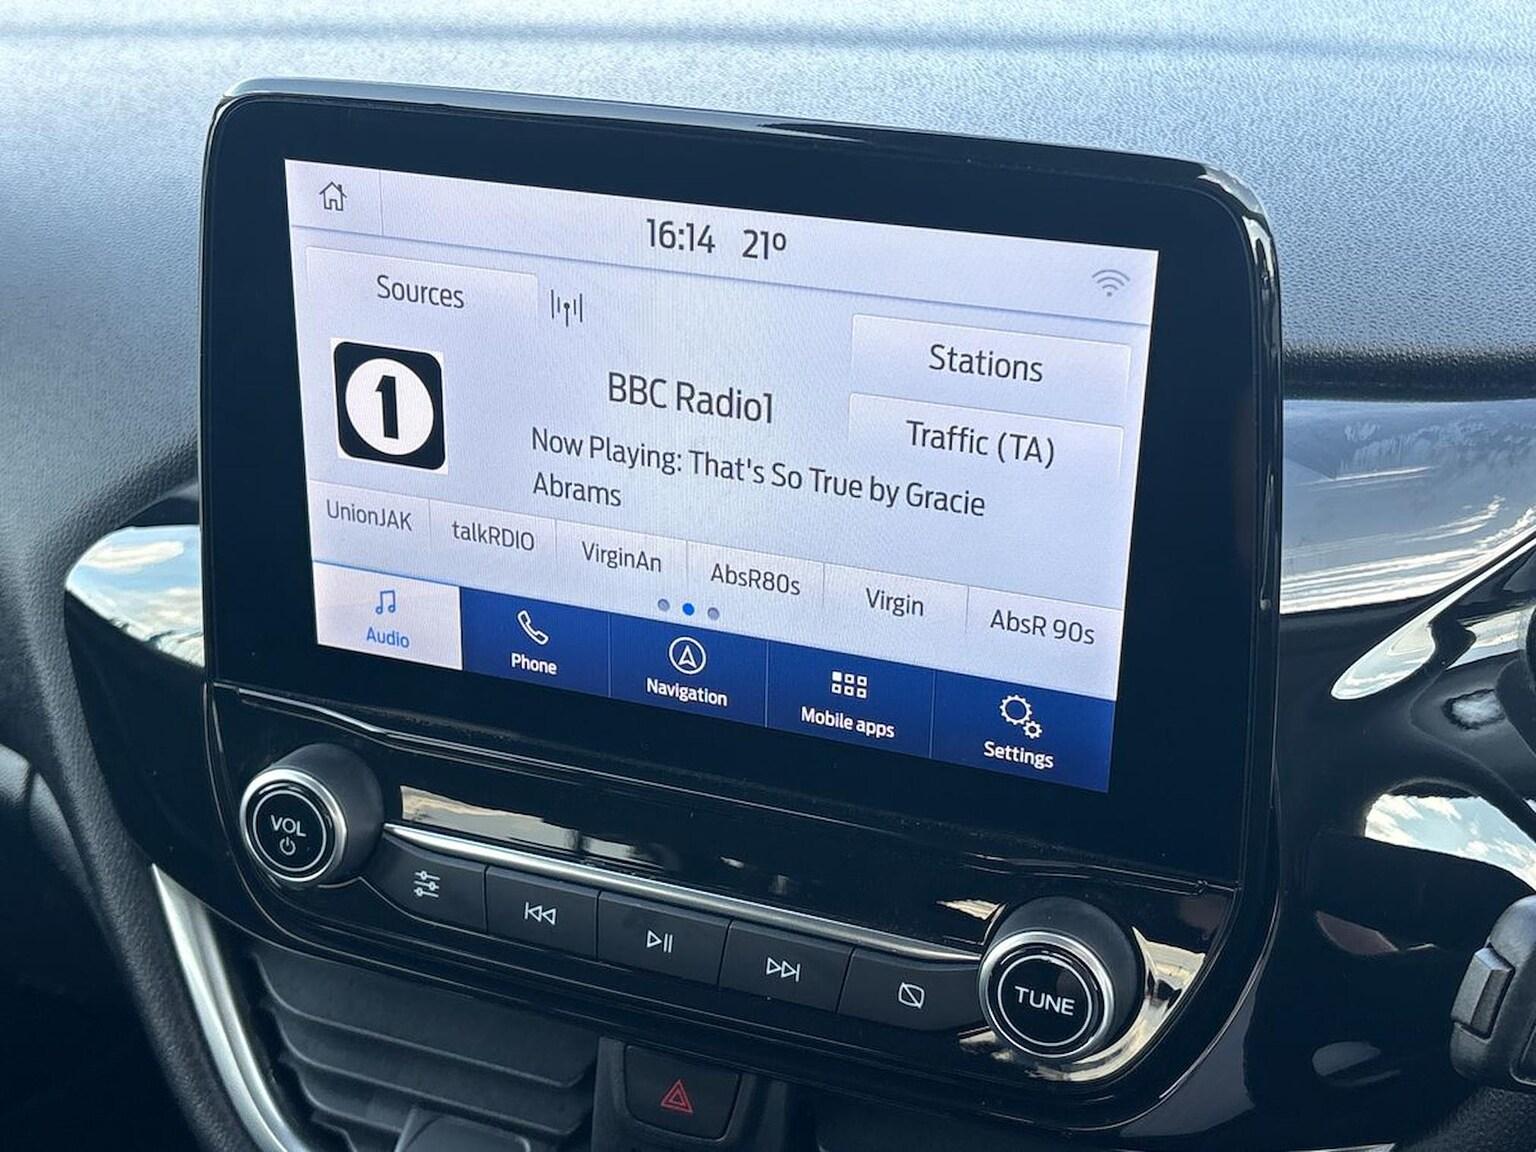 16:14 21º
Sources
Stations
1
BBC Radio1
Traffic (TA)
Now Playing: That's So True by Gracie
Abrams
UnionJAK talkRDIO VirginAn AbsR80s Virgin AbsR 90s
Audio Phone Navigation Mobile apps Settings
VOL
TUNE